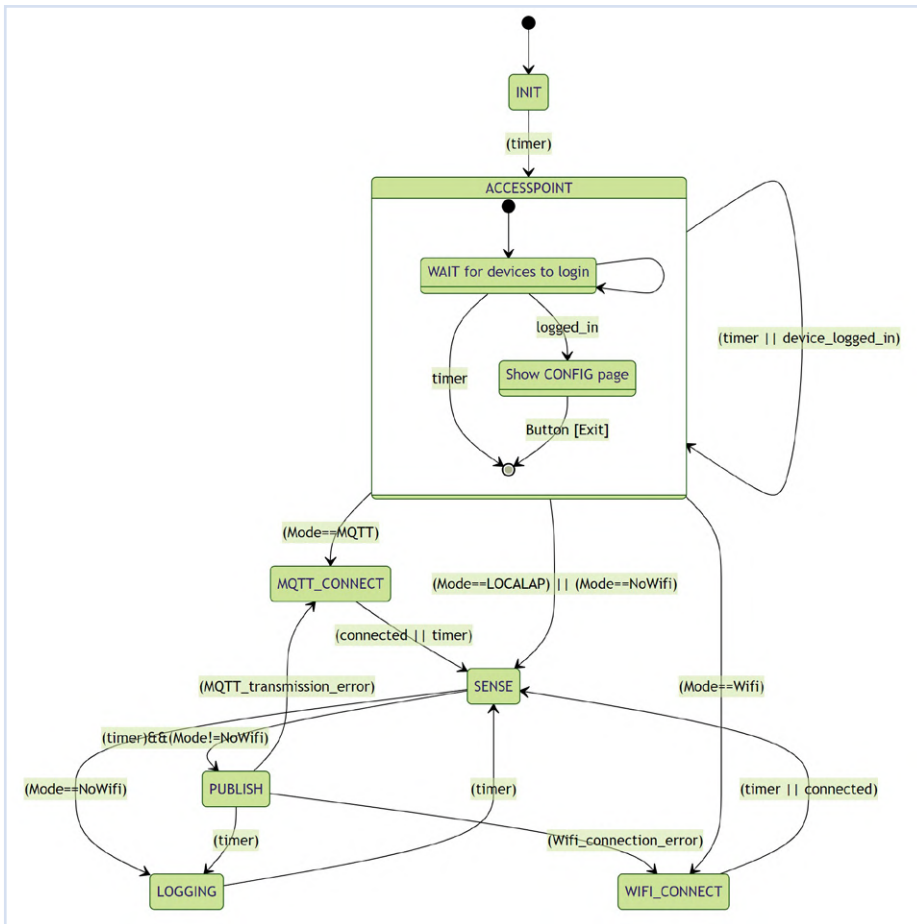 INIT
(timer)
ACCESSPOINT
WAIT for devices to login
logged_in
(timer || device_logged_in)
timer
Show CONFIG page
Button [Exit]
(Mode==MQTT)
MQTT_CONNECT
(Mode==LOCALAP) || (Mode==NoWifi)
(connected || timer)
(MQTT_transmission_error)
SENSE
(Mode==Wifi)
(timer)&&(Mode!=NoWifi)
(Mode==NoWifi)
PUBLISH
(timer)
(timer || connected)
(timer)
(Wifi_connection_error)
LOGGING
WIFI_CONNECT